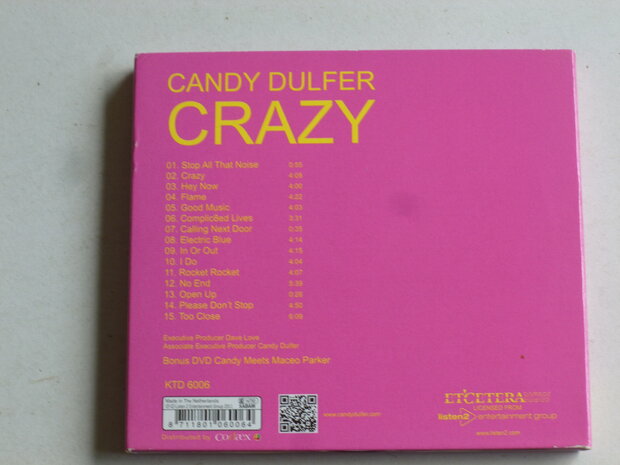 CANDY DULFER
CRAZY
01. Stop All That Noise 0:55
02. Crazy 4:05
03. Hey Now 4:00
04. Flame 4:22
05. Good Music 4:03
06. Complic8ed Lives 3:31
07. Calling Next Door 0:35
08. Electric Blue 4:14
09. In Or Out 4:15
10. I Do 4:04
11. Rocket Rocket 4:07
12. No End 5:39
13. Open Up 0:26
14. Please Don't Stop 4:50
15. Too Close 6:09
Executive Producer Dave Love
Associate Executive Producer Candy Dulfer
Bonus DVD Candy Meets Maceo Parker
KTD 6006
Made in The Netherlands
8 711801 060064
Distributed by codæx
www.candydulfer.com
ET'CETERA
LICENSED FROM
listen2 entertainment group
www.listen2.com